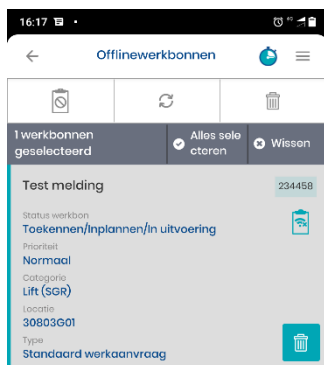 16:17
Offlinewerkbonnen
1 werkbonnen
geselecteerd
Alles sele
cteren
Wissen
Test melding
234458
Status werkbon
Toekennen/Inplannen/In uitvoering
Prioriteit
Normaal
Categorie
Lift (SGR)
Locatie
30803G01
Type
Standaard werkaanvraag